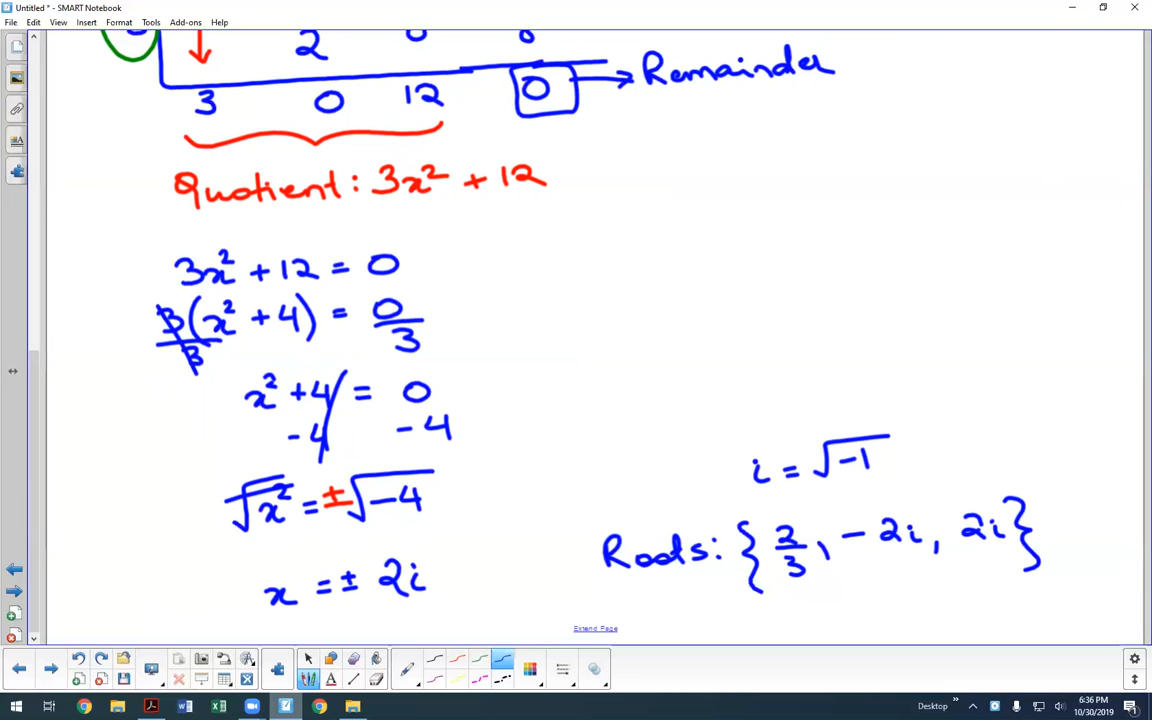 Untitled * - SMART Notebook
File Edit View Insert Format Tools Add-ons Help
2
3 0 12 0 → Remainder
Quotient: 3x² + 12
3x² + 12 = 0
3(x² + 4) = 0
3 3
x² + 4 = 0
- 4 - 4
i = √-1
√x² = ± √-4
Roots: { 2/3, - 2i, 2i }
x = ± 2i
Extend Page
Desktop
6:36 PM
10/30/2019